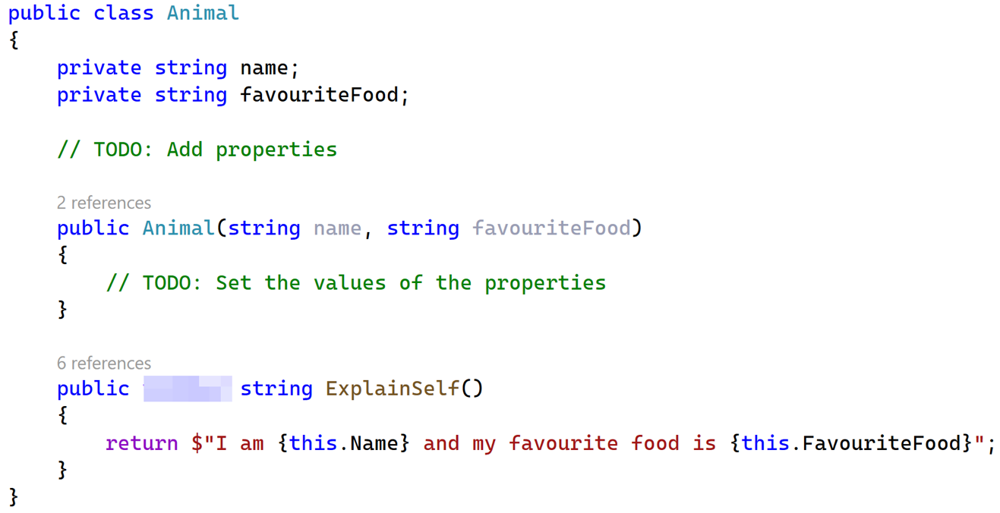 public class Animal
{
private string name;
private string favouriteFood;
// TODO: Add properties
2 references
public Animal(string name, string favouriteFood)
{
// TODO: Set the values of the properties
}
6 references
public string ExplainSelf()
{
return $"I am {this.Name} and my favourite food is {this.FavouriteFood}";
}
}